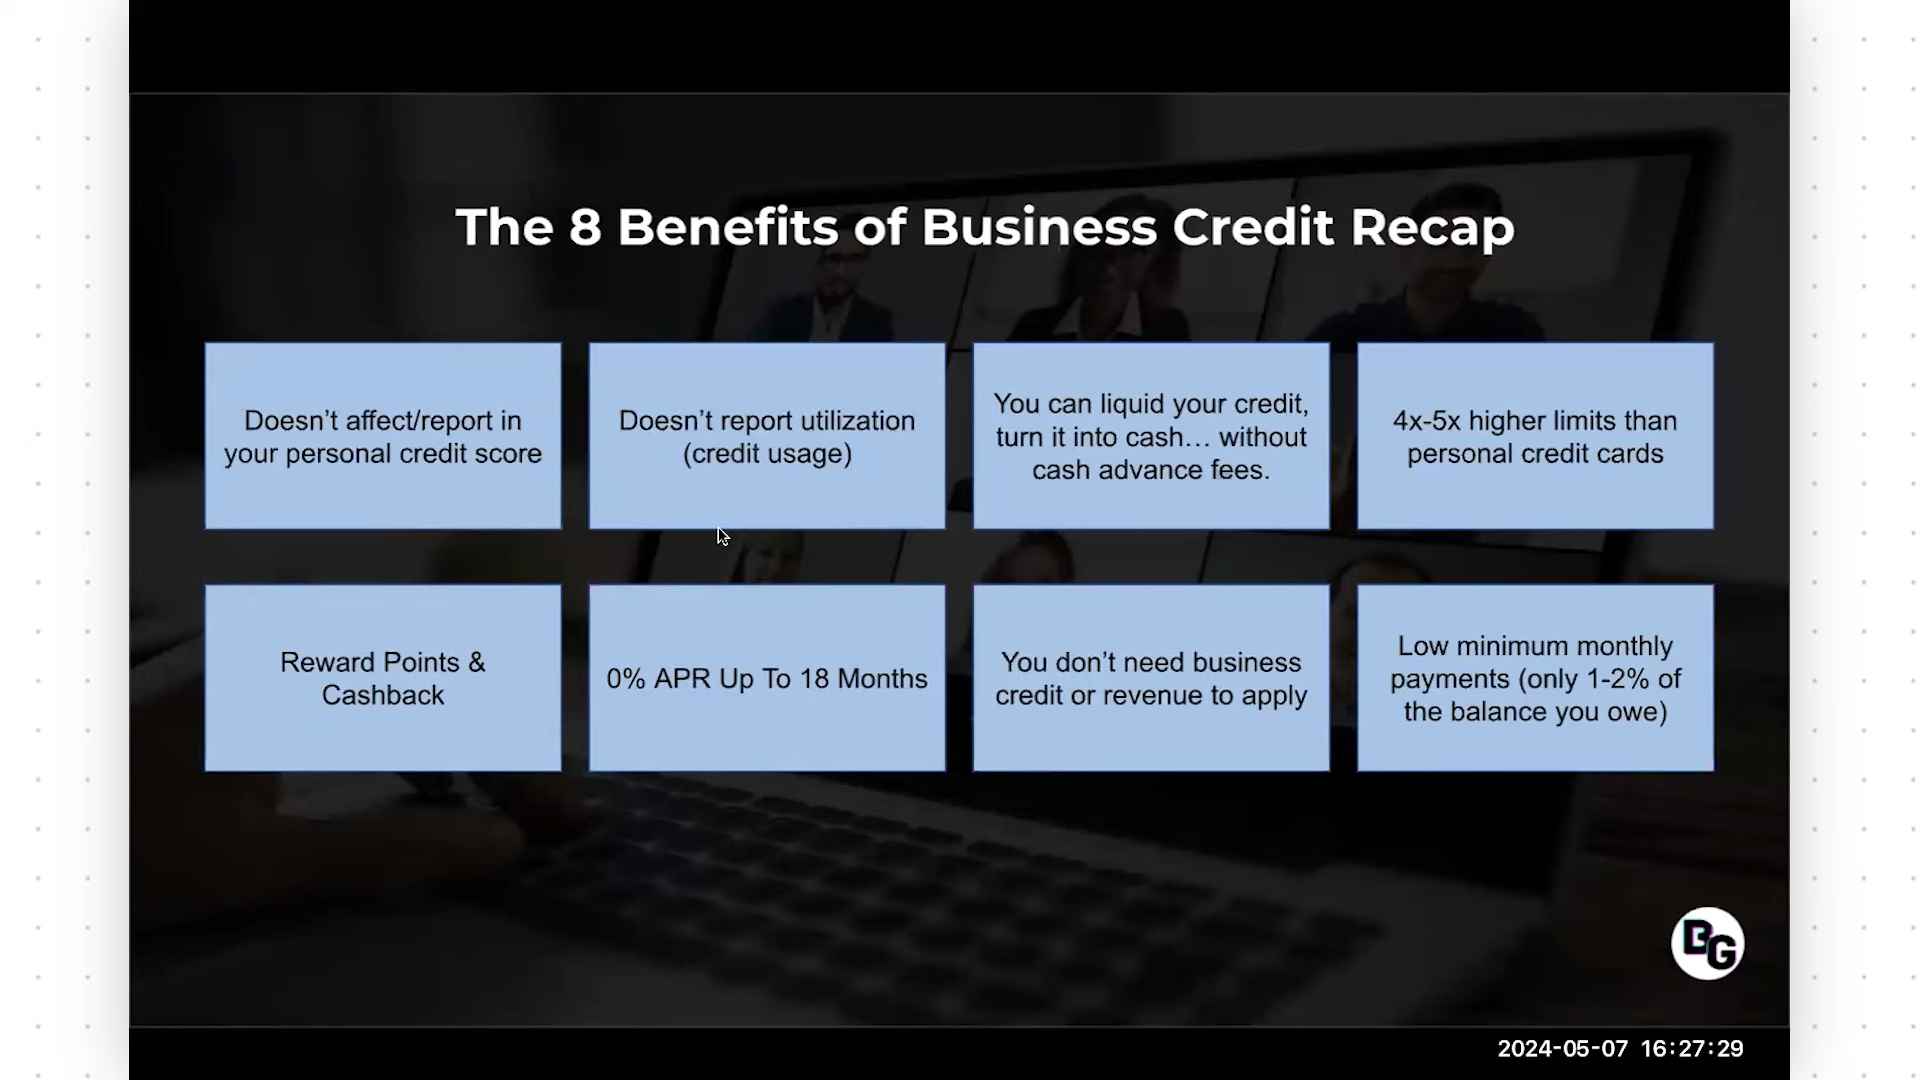 The 8 Benefits of Business Credit Recap
Doesn’t affect/report in
your personal credit score
Doesn’t report utilization
(credit usage)
You can liquid your credit,
turn it into cash… without
cash advance fees.
4x-5x higher limits than
personal credit cards
Reward Points &
Cashback
0% APR Up To 18 Months
You don’t need business
credit or revenue to apply
Low minimum monthly
payments (only 1-2% of
the balance you owe)
BG
2024-05-07 16:27:29